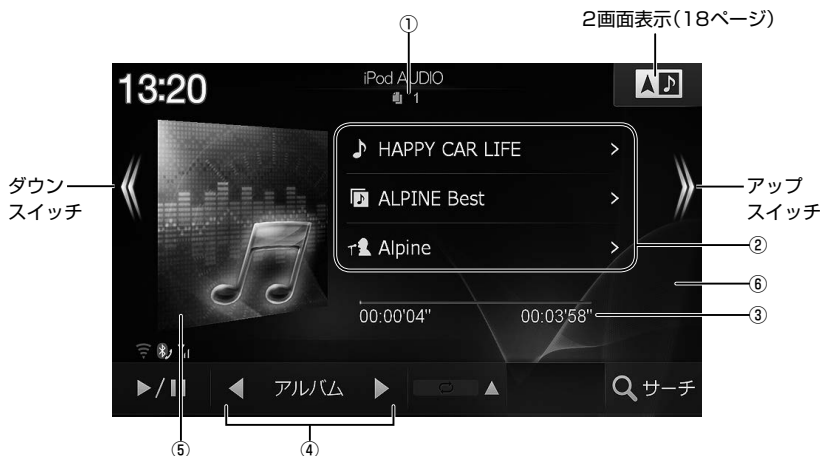 ①
2画面表示(18ページ)
13:20
iPod AUDIO
1
♪ HAPPY CAR LIFE >
ALPINE Best >
Alpine >
ダウン
スイッチ
アップ
スイッチ
②
⑥
00:00'04" 00:03'58"
③
▶/❚❚ ◀ アルバム ▶ ▲ サーチ
⑤
④